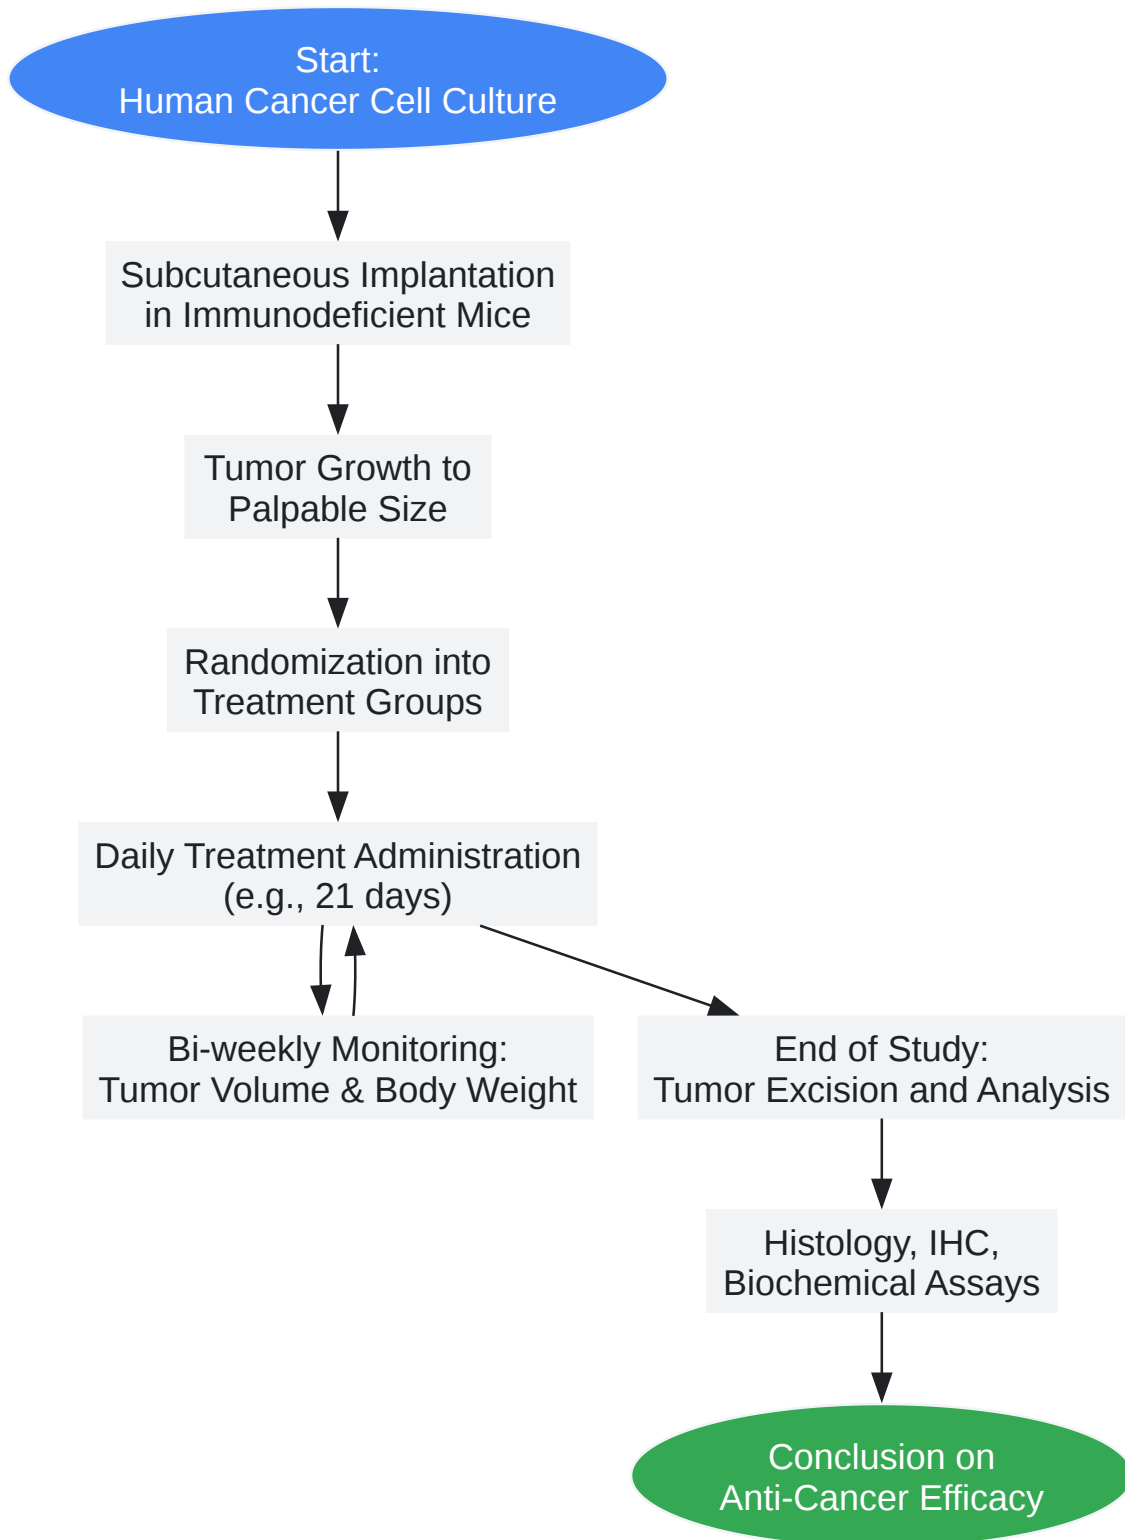 Start:
Human Cancer Cell Culture
Subcutaneous Implantation
in Immunodeficient Mice
Tumor Growth to
Palpable Size
Randomization into
Treatment Groups
Daily Treatment Administration
(e.g., 21 days)
Bi-weekly Monitoring:
Tumor Volume & Body Weight
End of Study:
Tumor Excision and Analysis
Histology, IHC,
Biochemical Assays
Conclusion on
Anti-Cancer Efficacy